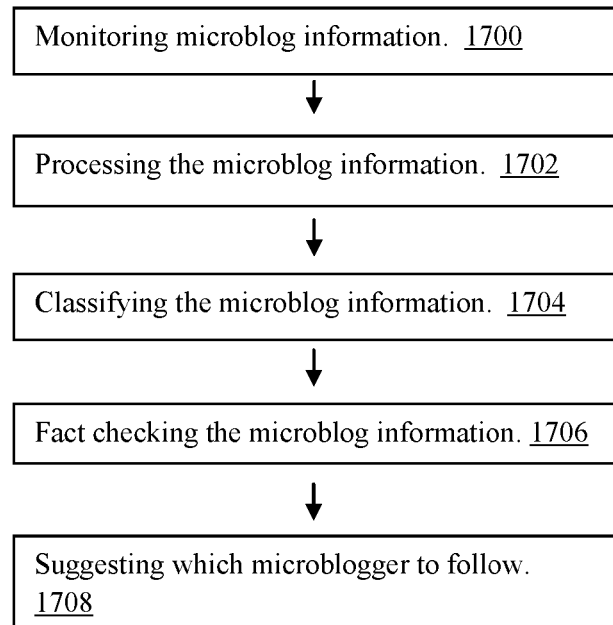 Monitoring microblog information. 1700
Processing the microblog information. 1702
Classifying the microblog information. 1704
Fact checking the microblog information. 1706
Suggesting which microblogger to follow.
1708